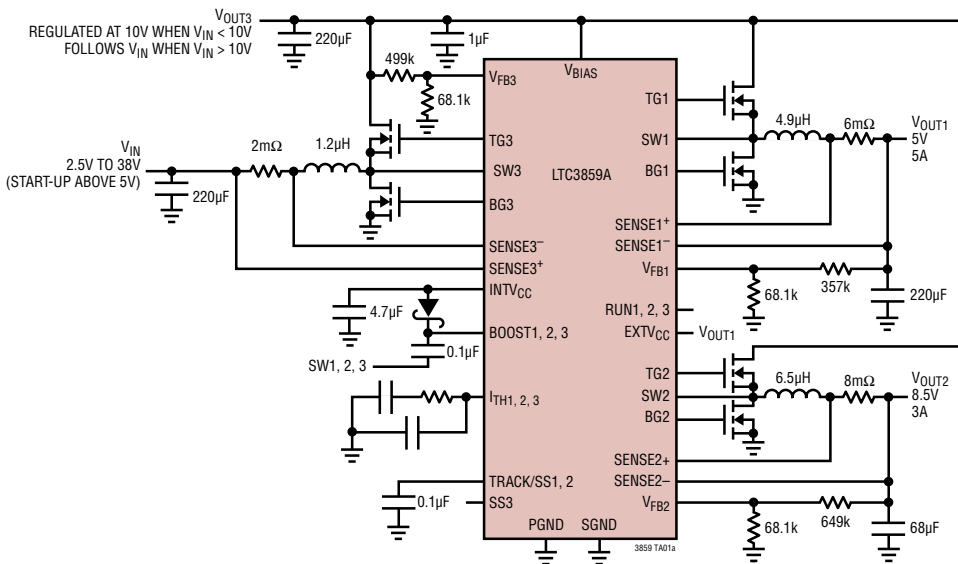 VOUT3
REGULATED AT 10V WHEN VIN < 10V
FOLLOWS VIN WHEN VIN > 10V
220µF
1µF
499k
68.1k
VFB3
VBIAS
TG1
4.9µH
6mΩ
VOUT1
5V
5A
VIN
2.5V TO 38V
(START-UP ABOVE 5V)
220µF
2mΩ
1.2µH
TG3
SW3
BG3
LTC3859A
SW1
BG1
SENSE3–
SENSE3+
SENSE1+
SENSE1–
VFB1
68.1k
357k
220µF
INTVCC
4.7µF
BOOST1, 2, 3
0.1µF
SW1, 2, 3
RUN1, 2, 3
EXTVCC
VOUT1
ITH1, 2, 3
TG2
SW2
BG2
6.5µH
8mΩ
VOUT2
8.5V
3A
SENSE2+
SENSE2–
TRACK/SS1, 2
0.1µF
SS3
VFB2
68.1k
649k
68µF
PGND
SGND
3859 TA01a